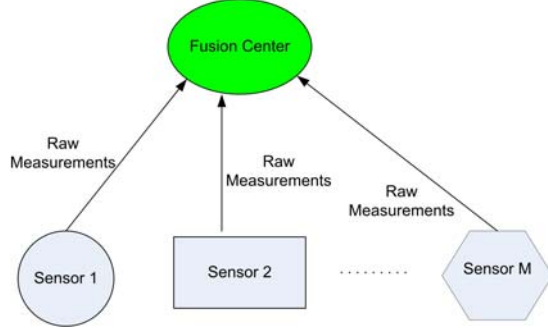 Fusion Center
Raw
Measurements
Raw
Measurements
Raw
Measurements
Sensor 1
Sensor 2
.........
Sensor M